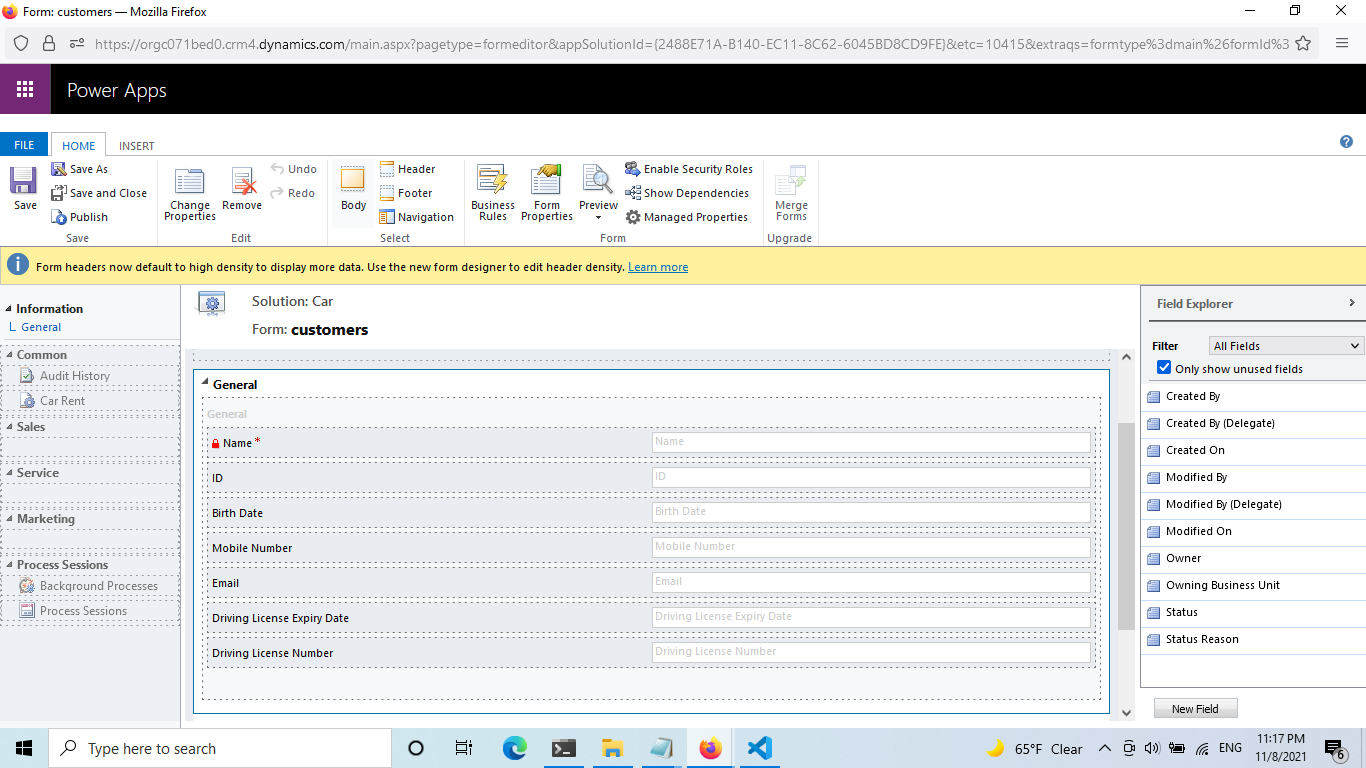 Form: customers — Mozilla Firefox
https://orgc071bed0.crm4.dynamics.com/main.aspx?pagetype=formeditor&appSolutionId={2488E71A-B140-EC11-8C62-6045BD8CD9FE}&etc=10415&extraqs=formtype%3dmain%26formId%3
Power Apps
FILE HOME INSERT
Save
Save As
Save and Close
Publish
Save
Change Properties
Remove
Undo
Redo
Edit
Body
Header
Footer
Navigation
Select
Business Rules
Form Properties
Preview
Enable Security Roles
Show Dependencies
Managed Properties
Form
Merge Forms
Upgrade
Form headers now default to high density to display more data. Use the new form designer to edit header density. Learn more
Information
General
Common
Audit History
Car Rent
Sales
Service
Marketing
Process Sessions
Background Processes
Process Sessions
Solution: Car
Form: customers
General
General
Name * Name
ID ID
Birth Date Birth Date
Mobile Number Mobile Number
Email Email
Driving License Expiry Date Driving License Expiry Date
Driving License Number Driving License Number
Field Explorer
Filter All Fields
Only show unused fields
Created By
Created By (Delegate)
Created On
Modified By
Modified By (Delegate)
Modified On
Owner
Owning Business Unit
Status
Status Reason
New Field
Type here to search
65°F Clear
ENG
11:17 PM
11/8/2021
6